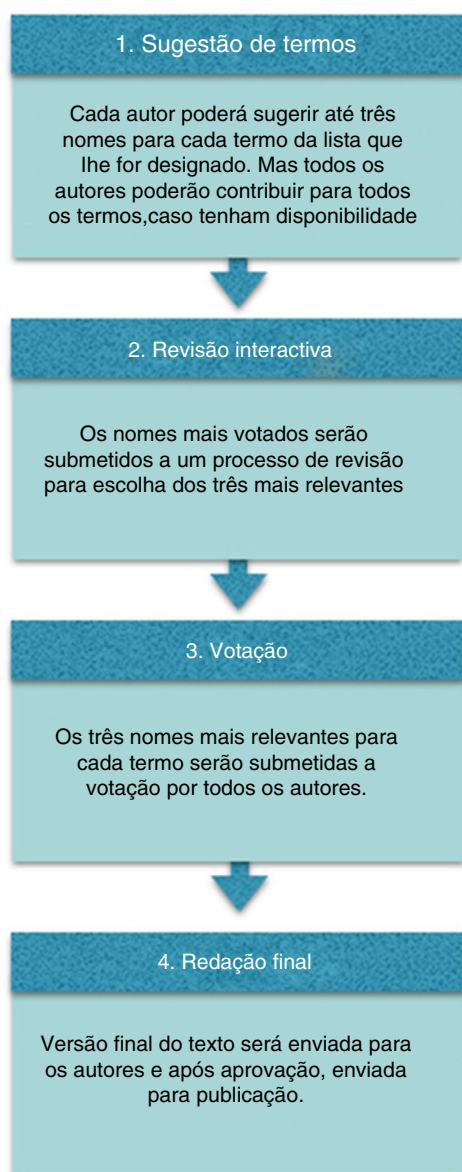 1. Sugestão de termos
Cada autor poderá sugerir até três
nomes para cada termo da lista que
lhe for designado. Mas todos os
autores poderão contribuir para todos
os termos,caso tenham disponibilidade
2. Revisão interactiva
Os nomes mais votados serão
submetidos a um processo de revisão
para escolha dos três mais relevantes
3. Votação
Os três nomes mais relevantes para
cada termo serão submetidas a
votação por todos os autores.
4. Redação final
Versão final do texto será enviada para
os autores e após aprovação, enviada
para publicação.